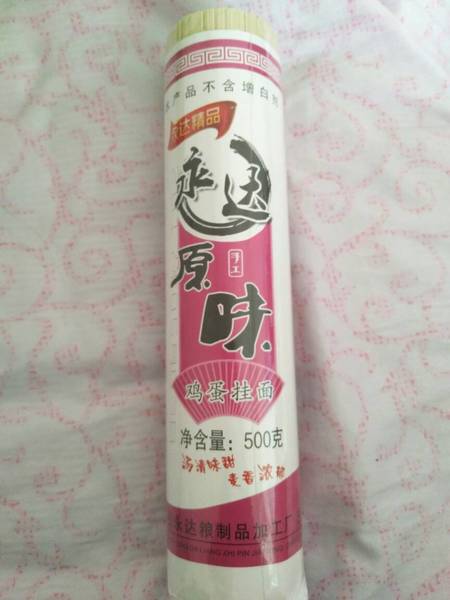 产品不含增白剂
永达精品
永达
手工
原味
鸡蛋挂面
净含量：500克
汤清味甜
麦香浓郁
永达粮制品加工厂